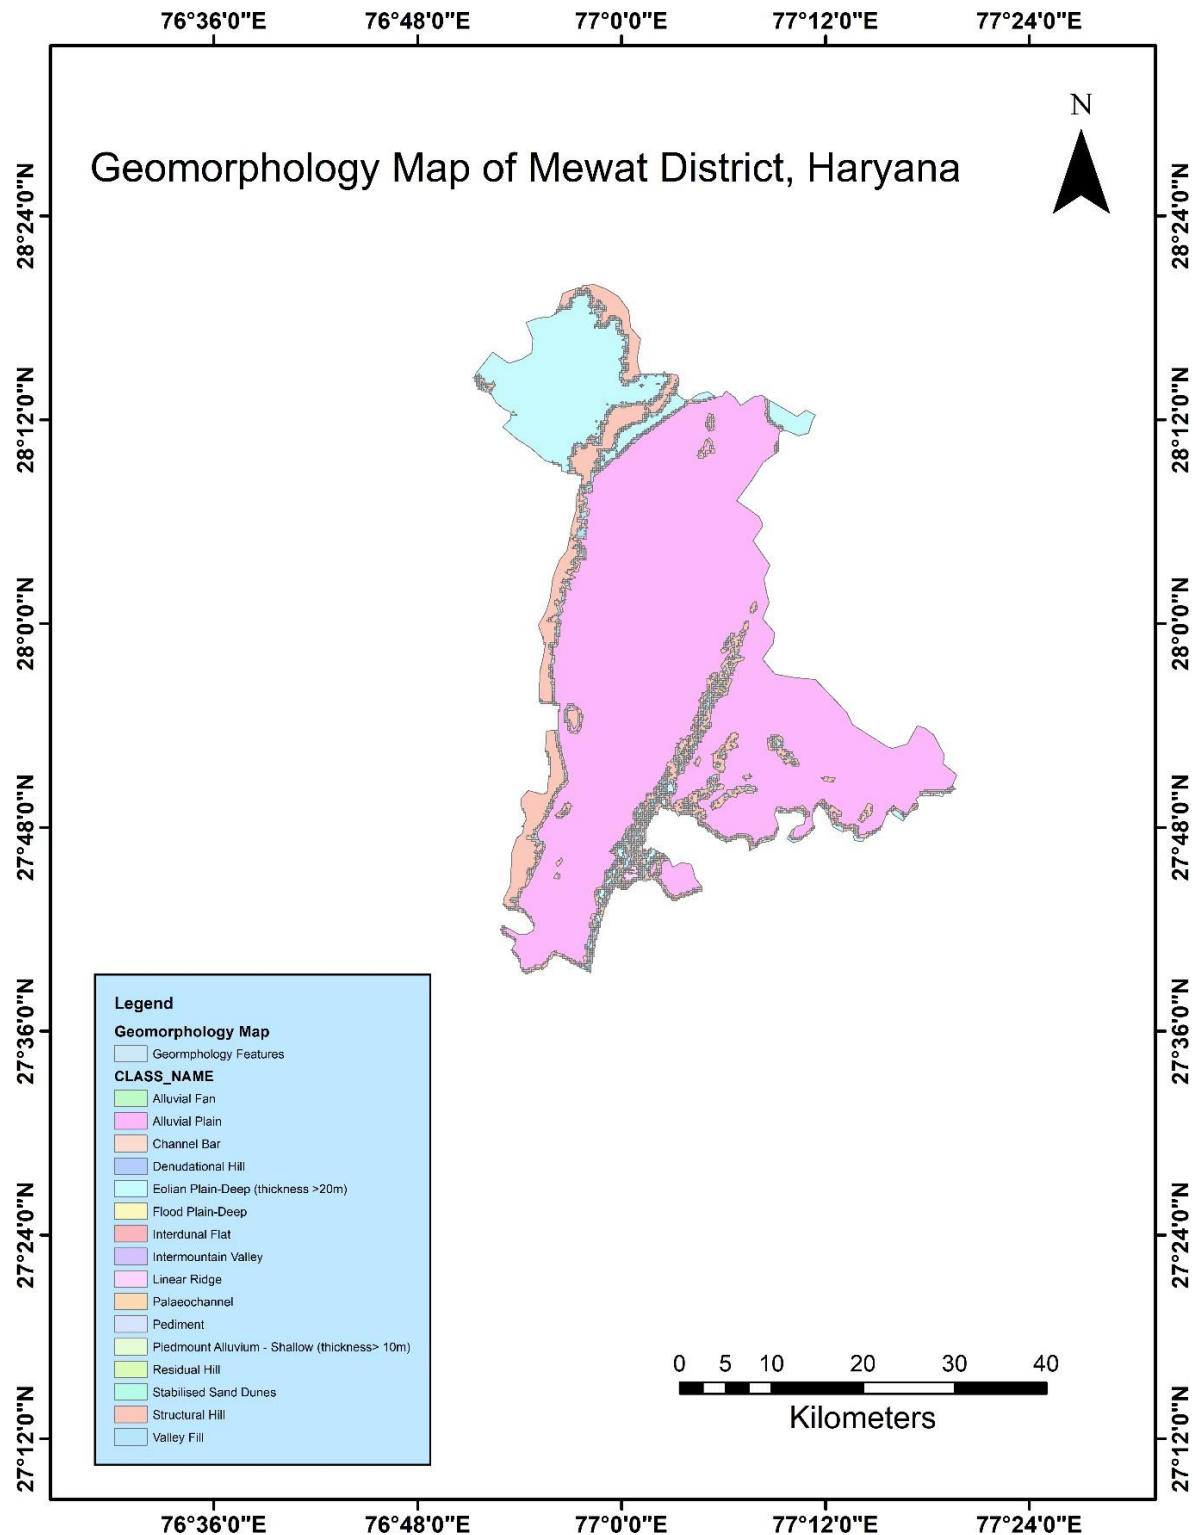 76°36'0"E 76°48'0"E 77°0'0"E 77°12'0"E 77°24'0"E
N
Geomorphology Map of Mewat District, Haryana
28°24'0"N 28°24'0"N
28°12'0"N 28°12'0"N
28°0'0"N 28°0'0"N
27°48'0"N 27°48'0"N
27°36'0"N 27°36'0"N
27°24'0"N 27°24'0"N
27°12'0"N 27°12'0"N
Legend
Geomorphology Map
Geormphology Features
CLASS_NAME
Alluvial Fan
Alluvial Plain
Channel Bar
Denudational Hill
Eolian Plain-Deep (thickness >20m)
Flood Plain-Deep
Interdunal Flat
Intermountain Valley
Linear Ridge
Palaeochannel
Pediment
Piedmount Alluvium - Shallow (thickness> 10m)
Residual Hill
Stabilised Sand Dunes
Structural Hill
Valley Fill
0 5 10 20 30 40
Kilometers
76°36'0"E 76°48'0"E 77°0'0"E 77°12'0"E 77°24'0"E